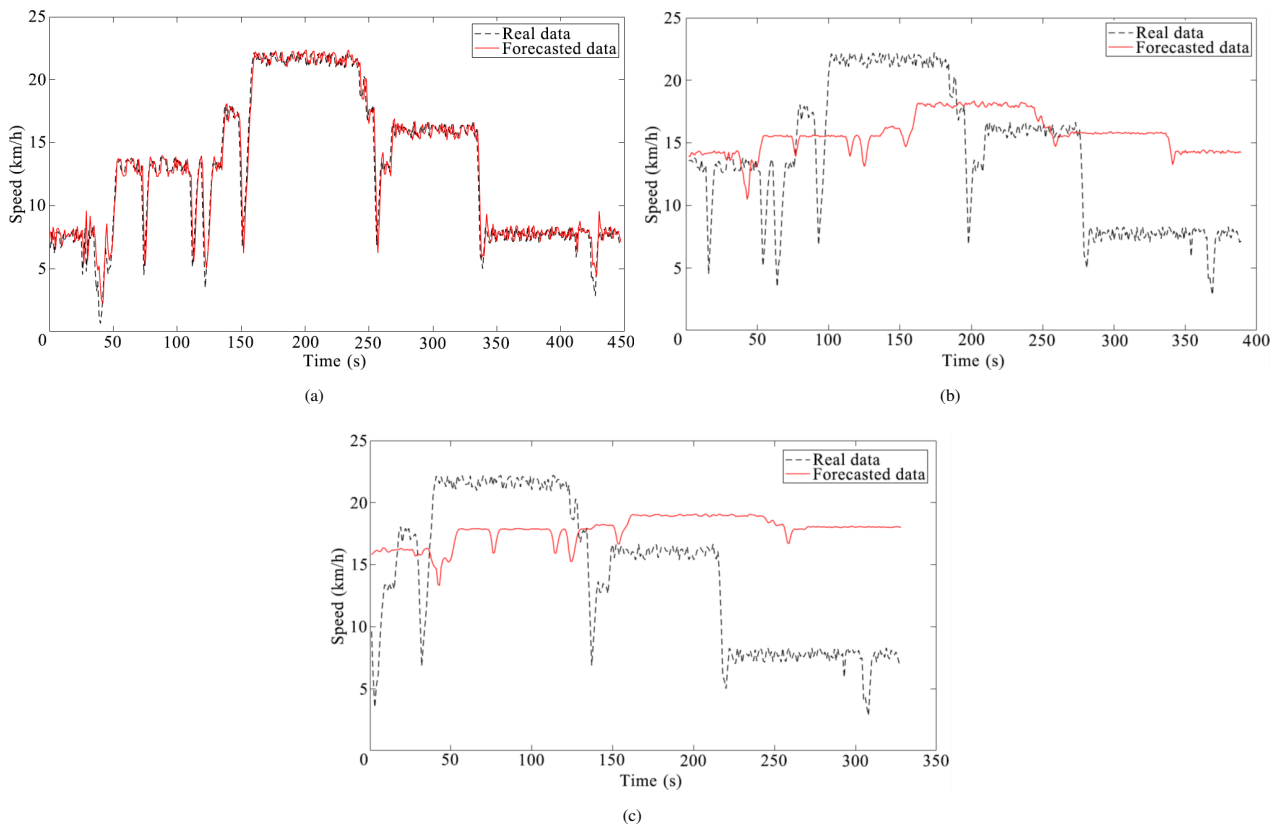 25
20
15
10
5
0
Speed (km/h)
0 50 100 150 200 250 300 350 400 450
Time (s)
Real data
Forecasted data
(a)
25
20
15
10
5
0
Speed (km/h)
0 50 100 150 200 250 300 350 400
Time (s)
Real data
Forecasted data
(b)
25
20
15
10
5
Speed (km/h)
0 50 100 150 200 250 300 350
Time (s)
Real data
Forecasted data
(c)